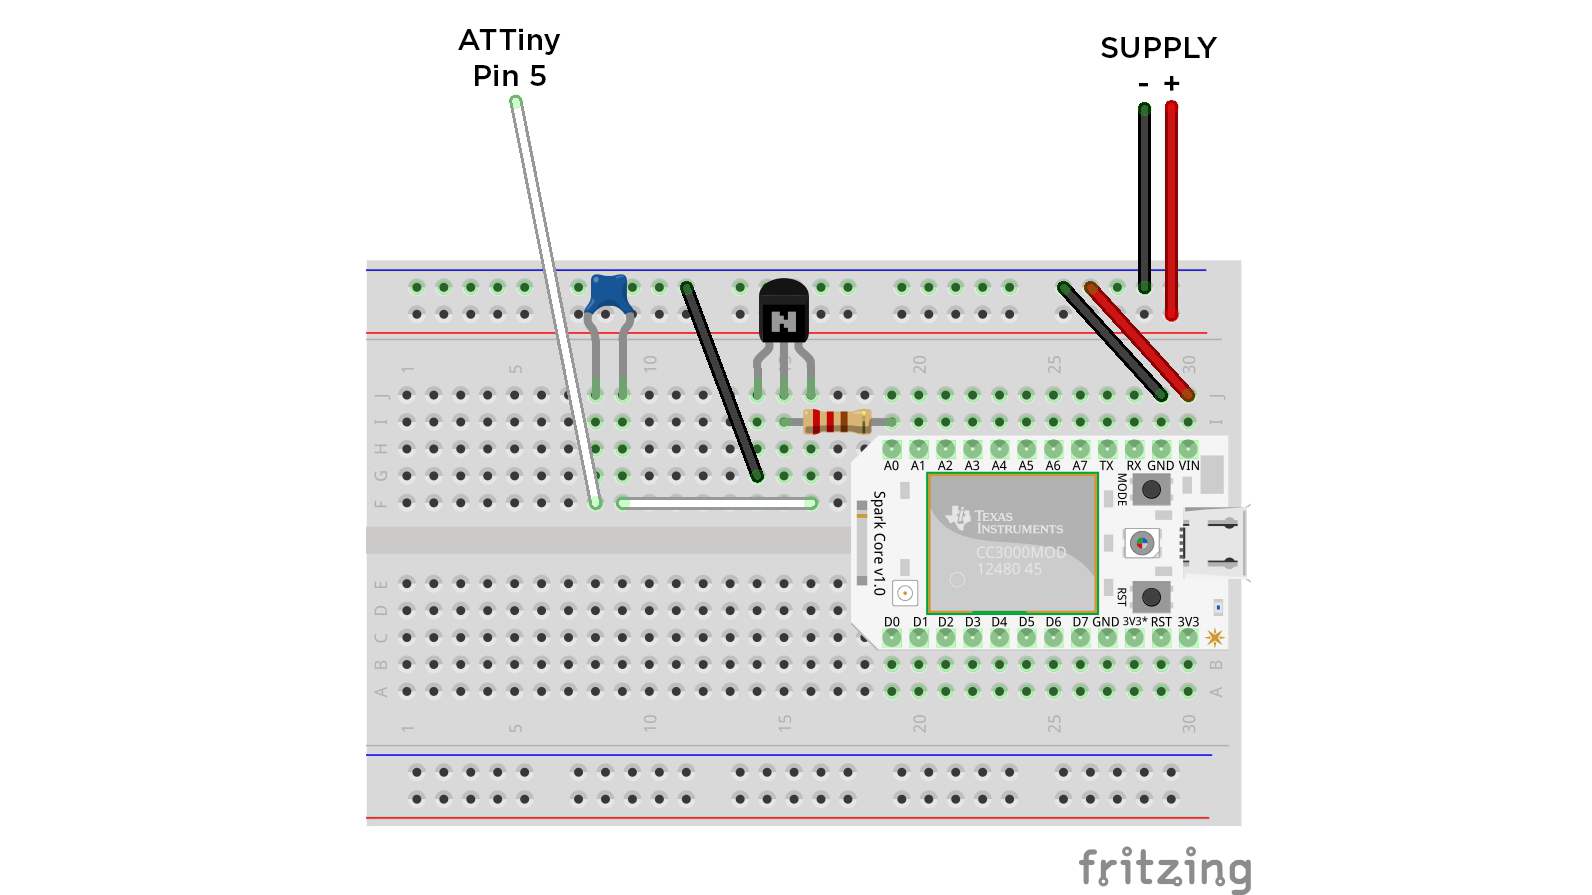 ATTiny
Pin 5
SUPPLY
- +
1 5 10 15 20 25 30
J J
I I
H
G
F
N
A0 A1 A2 A3 A4 A5 A6 A7 TX RX GND VIN
MODE
Spark Core v1.0
TEXAS
INSTRUMENTS
CC3000MOD
12480 45
RST
D0 D1 D2 D3 D4 D5 D6 D7 GND 3V3* RST 3V3
E
D
C
B B
A A
1 5 10 15 20 25 30
fritzing